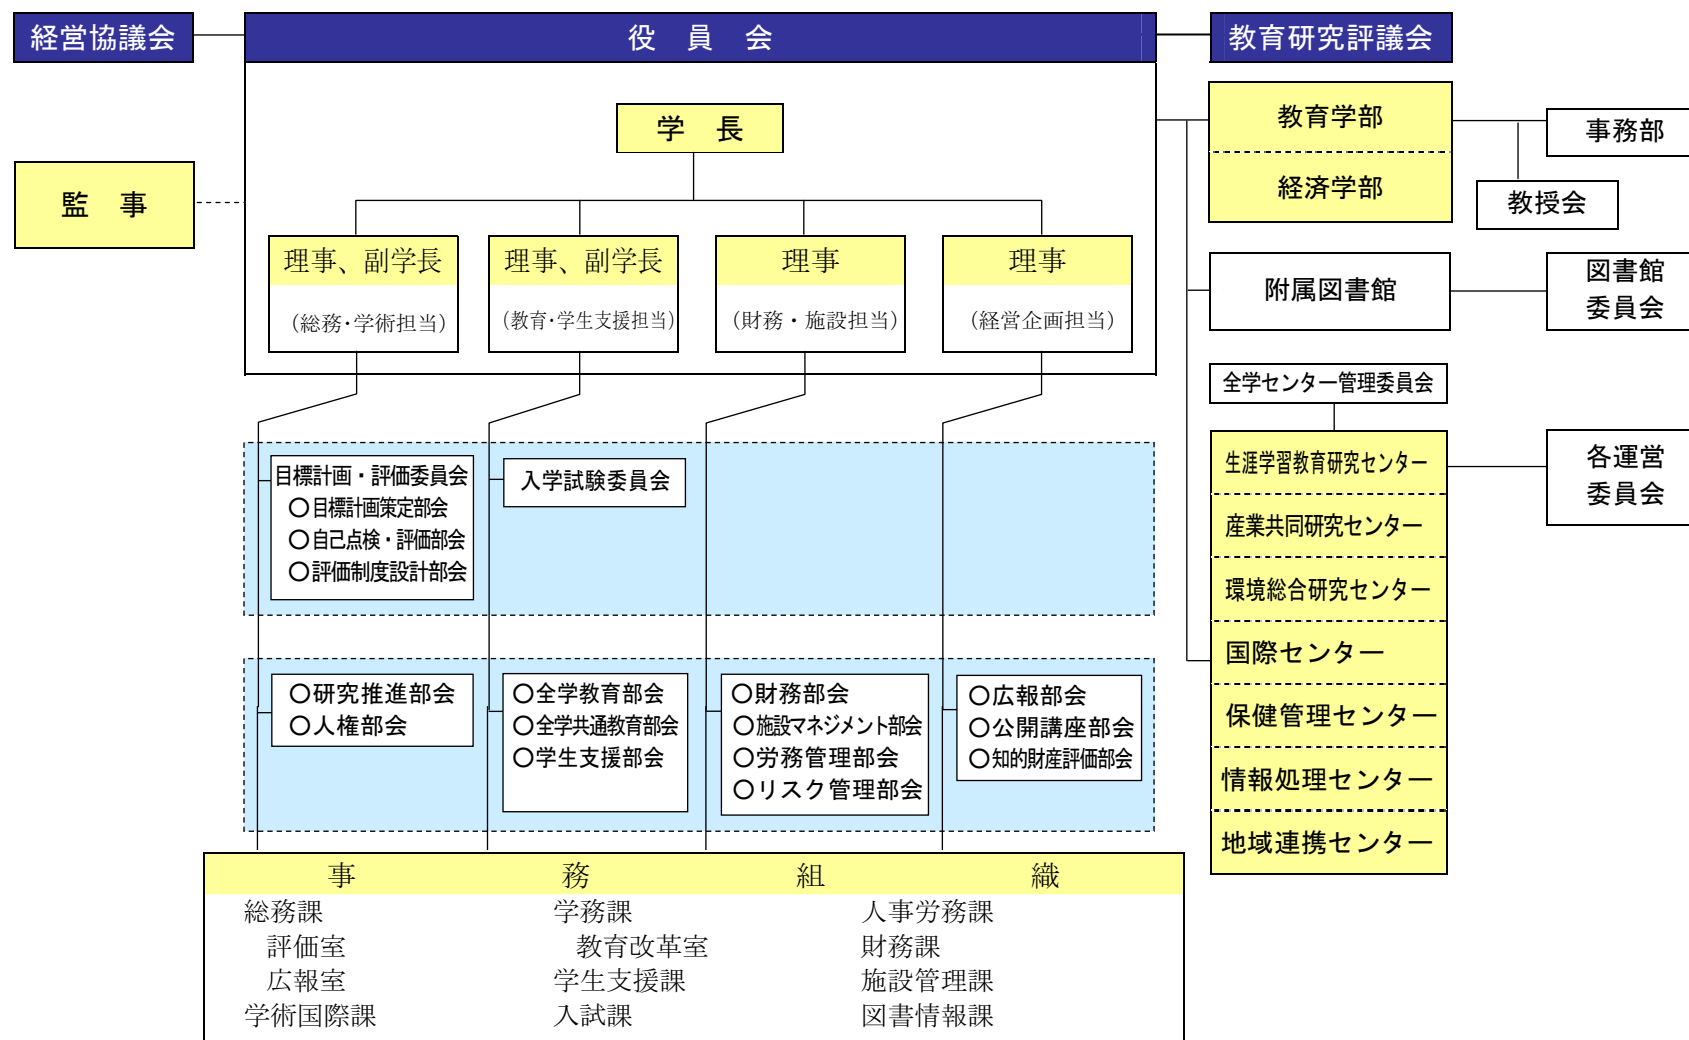 経営協議会
役　員　会
教育研究評議会
学　長
監　事
理事、副学長
（総務・学術担当）
理事、副学長
（教育・学生支援担当）
理事
（財務・施設担当）
理事
（経営企画担当）
教育学部
経済学部
事務部
教授会
附属図書館
図書館
委員会
全学センター管理委員会
生涯学習教育研究センター
産業共同研究センター
環境総合研究センター
国際センター
保健管理センター
情報処理センター
地域連携センター
各運営
委員会
目標計画・評価委員会
○目標計画策定部会
○自己点検・評価部会
○評価制度設計部会
入学試験委員会
○研究推進部会
○人権部会
○全学教育部会
○全学共通教育部会
○学生支援部会
○財務部会
○施設マネジメント部会
○労務管理部会
○リスク管理部会
○広報部会
○公開講座部会
○知的財産評価部会
事　務　組　織
総務課
評価室
広報室
学術国際課
学務課
教育改革室
学生支援課
入試課
人事労務課
財務課
施設管理課
図書情報課